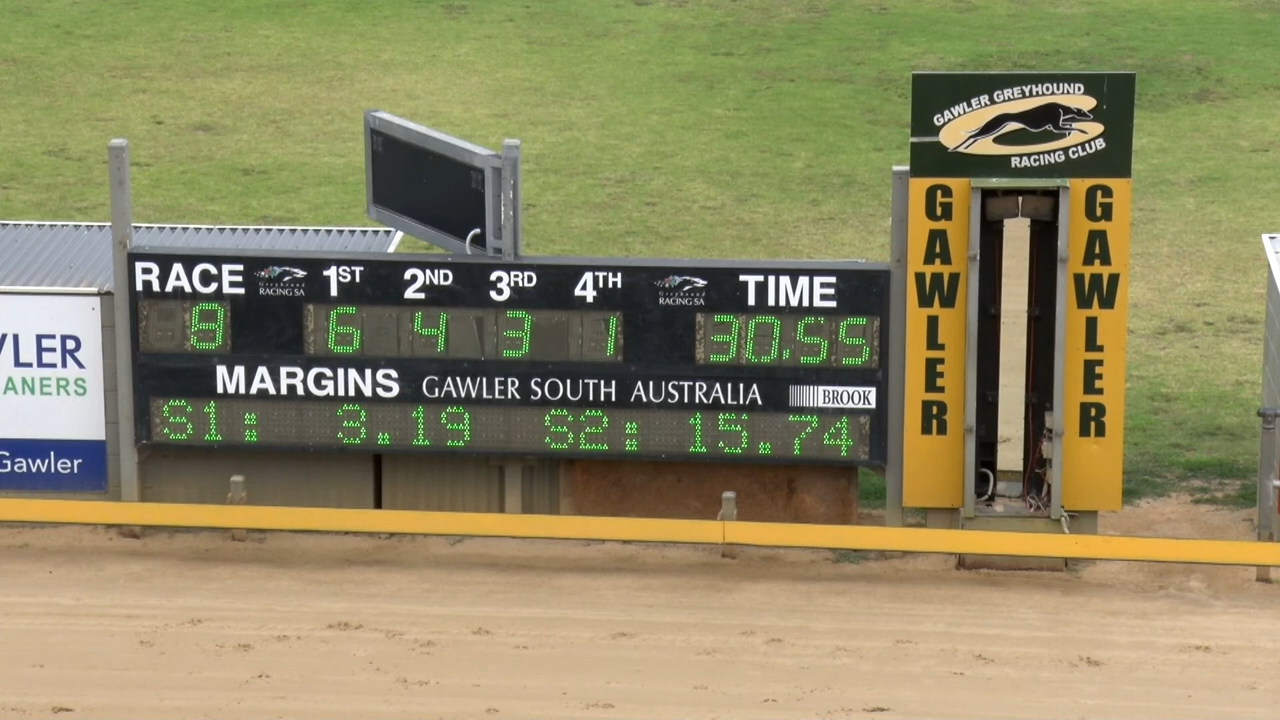 GAWLER GREYHOUND
RACING CLUB
GAWLER
GAWLER
RACE 1ST 2ND 3RD 4TH TIME
Greyhound
RACING SA
Greyhound
RACING SA
8 6 4 3 1 30.55
MARGINS GAWLER SOUTH AUSTRALIA BROOK
S1: 3.19 S2: 15.74
LER
ANERS
Gawler